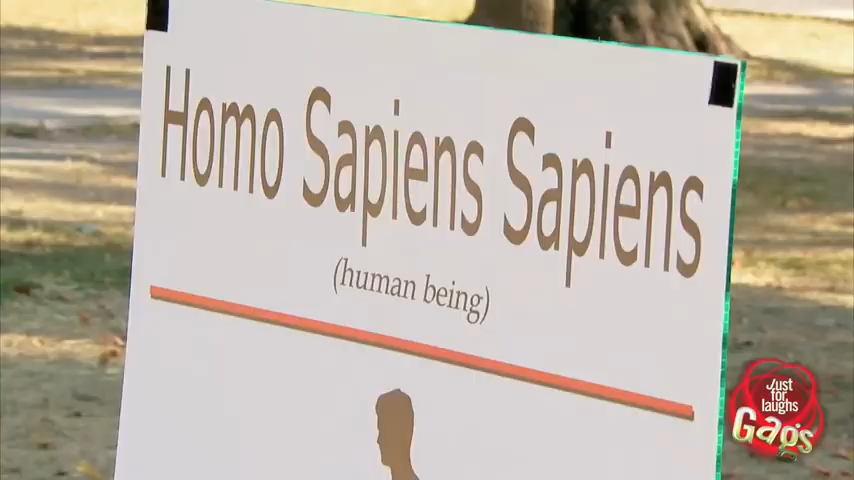 Homo Sapiens Sapiens
(human being)
Just
for
laughs
Gags